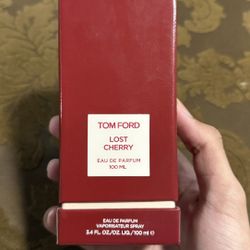 TOM FORD
LOST
CHERRY
EAU DE PARFUM
100 ML
EAU DE PARFUM
VAPORISATEUR SPRAY
3.4 FL.OZ./OZ. LIQ./100 ml ℮